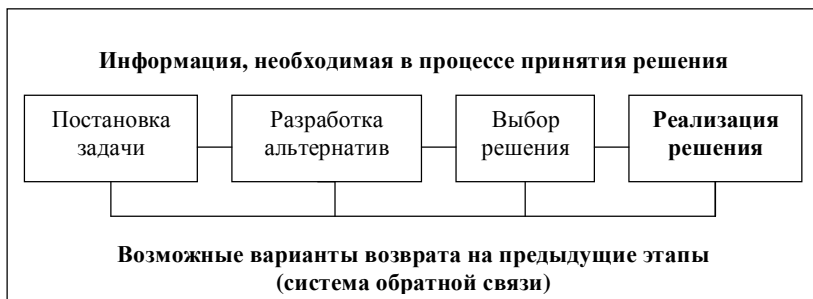 Информация, необходимая в процессе принятия решения
Постановка
задачи
Разработка
альтернатив
Выбор
решения
Реализация
решения
Возможные варианты возврата на предыдущие этапы
(система обратной связи)